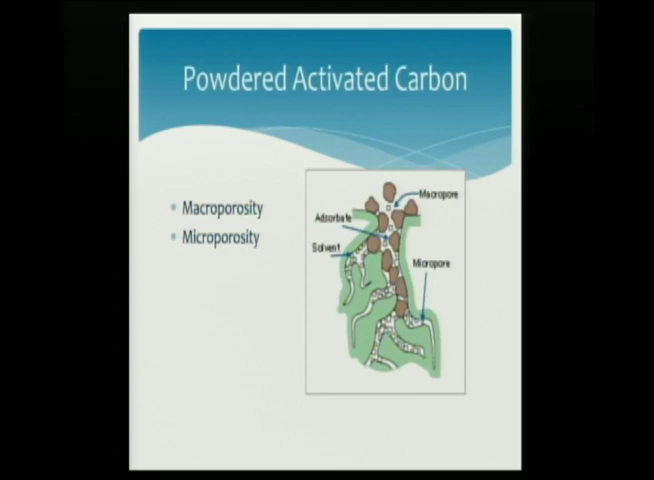 Powdered Activated Carbon
Macroporosity
Microporosity
Macropore
Adsorbate
Solvent
Micropore